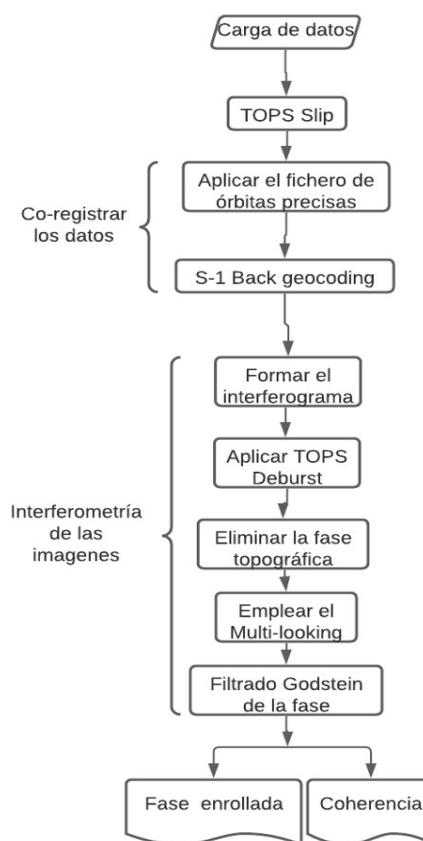 Carga de datos
TOPS Slip
Aplicar el fichero de
órbitas precisas
Co-registrar
los datos
S-1 Back geocoding
Formar el
interferograma
Aplicar TOPS
Deburst
Interferometría
de las
imagenes
Eliminar la fase
topográfica
Emplear el
Multi-looking
Filtrado Godstein
de la fase
Fase enrollada
Coherencia